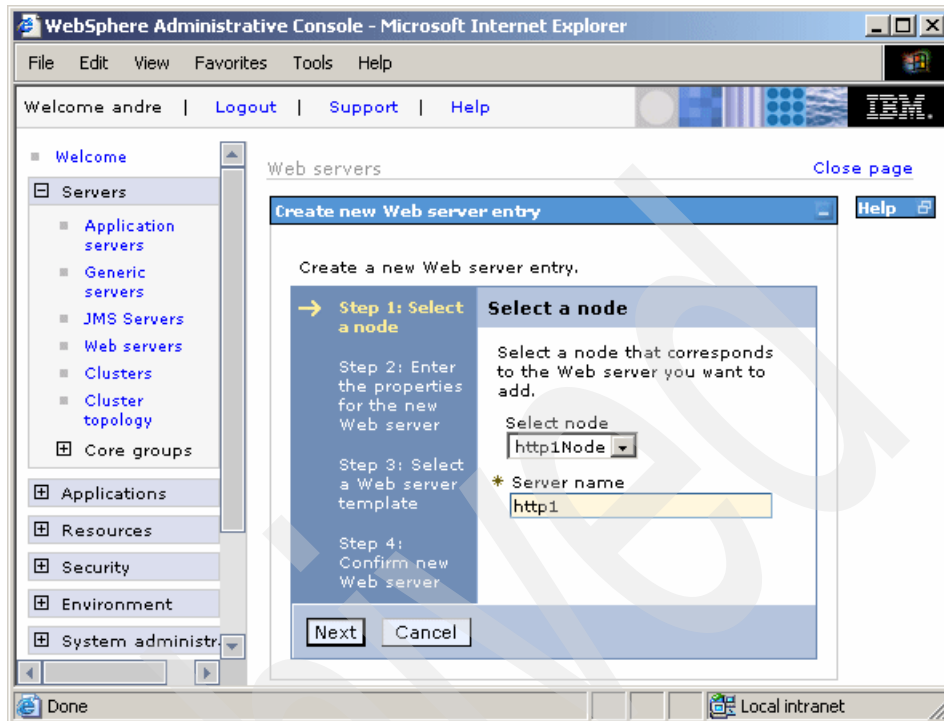 WebSphere Administrative Console - Microsoft Internet Explorer
File Edit View Favorites Tools Help
Welcome andre | Logout | Support | Help
IBM.
Welcome
Servers
Application
servers
Generic
servers
JMS Servers
Web servers
Clusters
Cluster
topology
Core groups
Applications
Resources
Security
Environment
System administr
Web servers
Close page
Create new Web server entry
Help
Create a new Web server entry.
Step 1: Select
a node
Step 2: Enter
the properties
for the new
Web server
Step 3: Select
a Web server
template
Step 4:
Confirm new
Web server
Select a node
Select a node that corresponds
to the Web server you want to
add.
Select node
http1Node
* Server name
http1
Next Cancel
Done
Local intranet